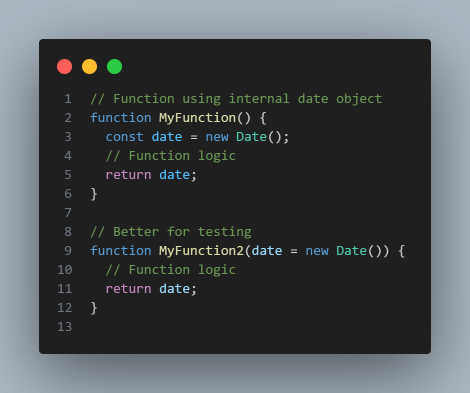 1 // Function using internal date object
2 function MyFunction() {
3   const date = new Date();
4   // Function logic
5   return date;
6 }
7
8 // Better for testing
9 function MyFunction2(date = new Date()) {
10   // Function logic
11   return date;
12 }
13